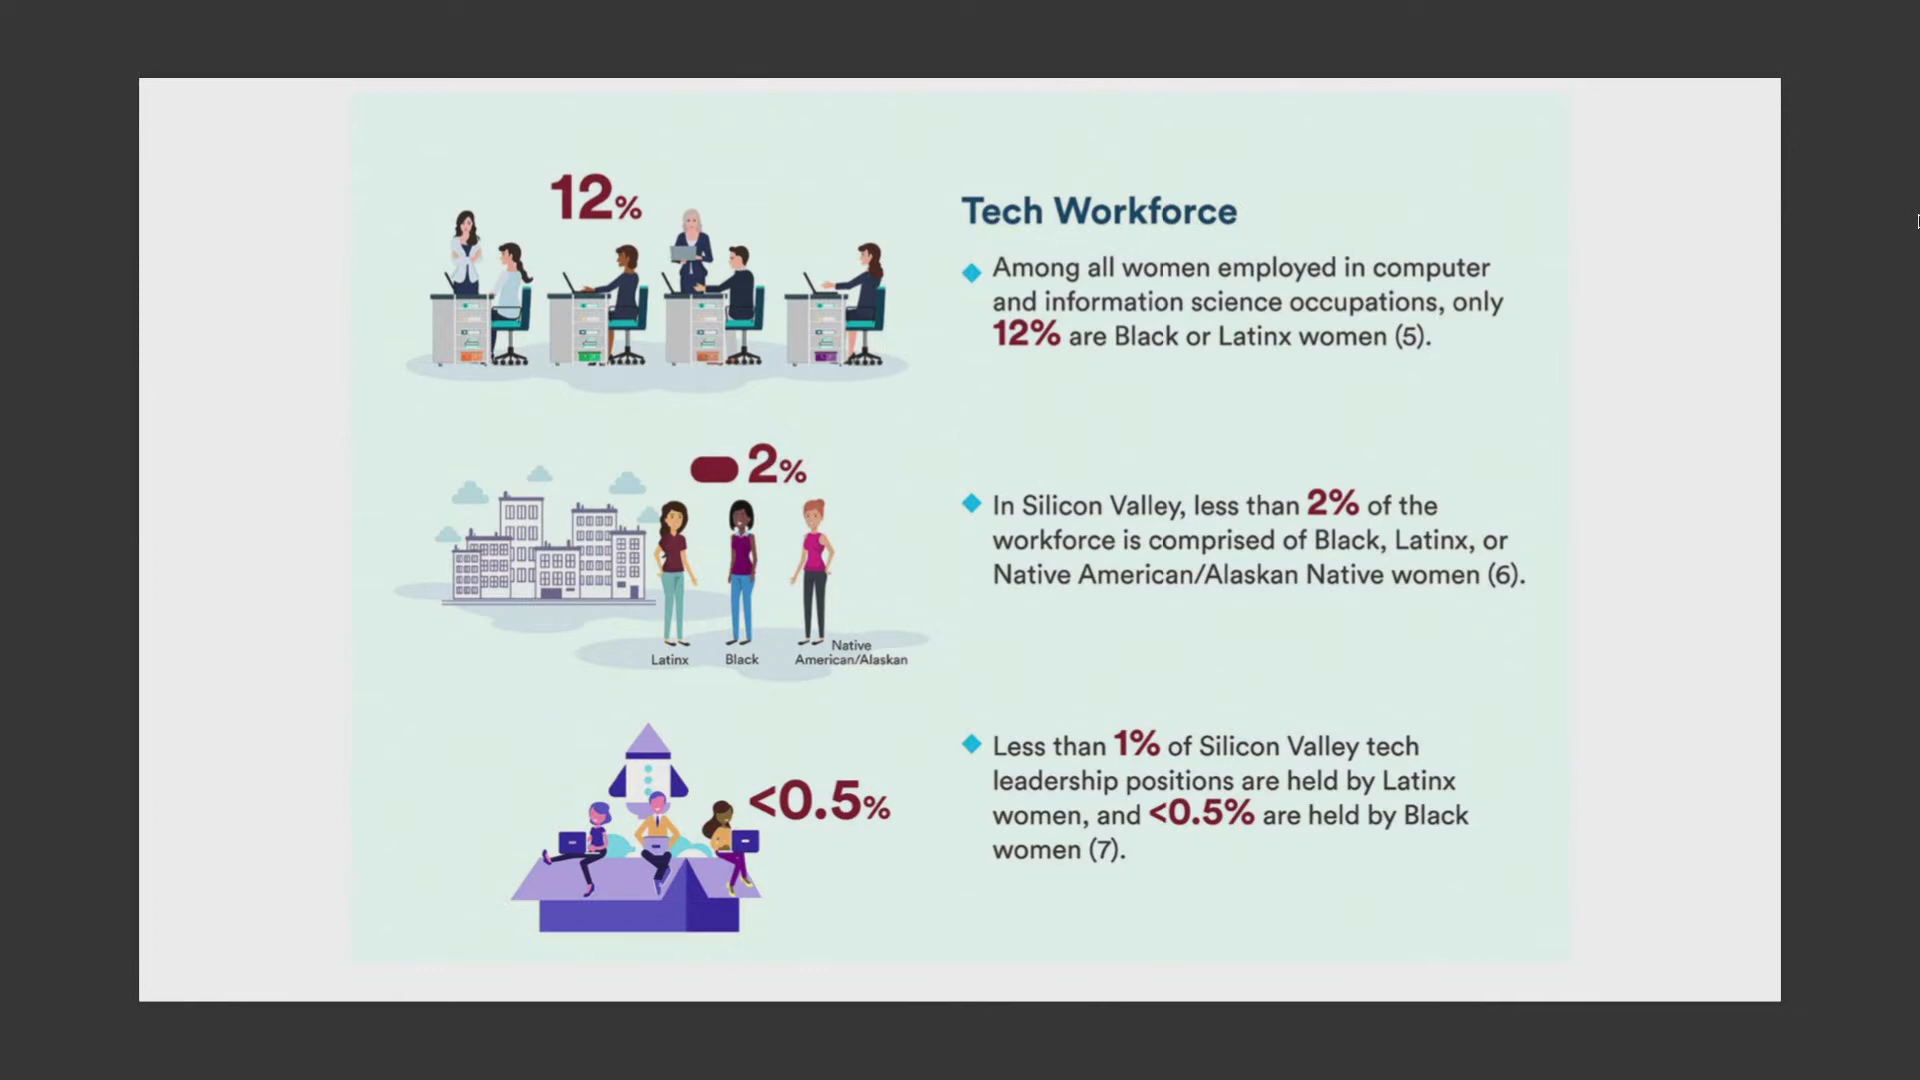 12%
Tech Workforce
Among all women employed in computer
and information science occupations, only
12% are Black or Latinx women (5).
2%
In Silicon Valley, less than 2% of the
workforce is comprised of Black, Latinx, or
Native American/Alaskan Native women (6).
Latinx
Black
Native
American/Alaskan
<0.5%
Less than 1% of Silicon Valley tech
leadership positions are held by Latinx
women, and <0.5% are held by Black
women (7).